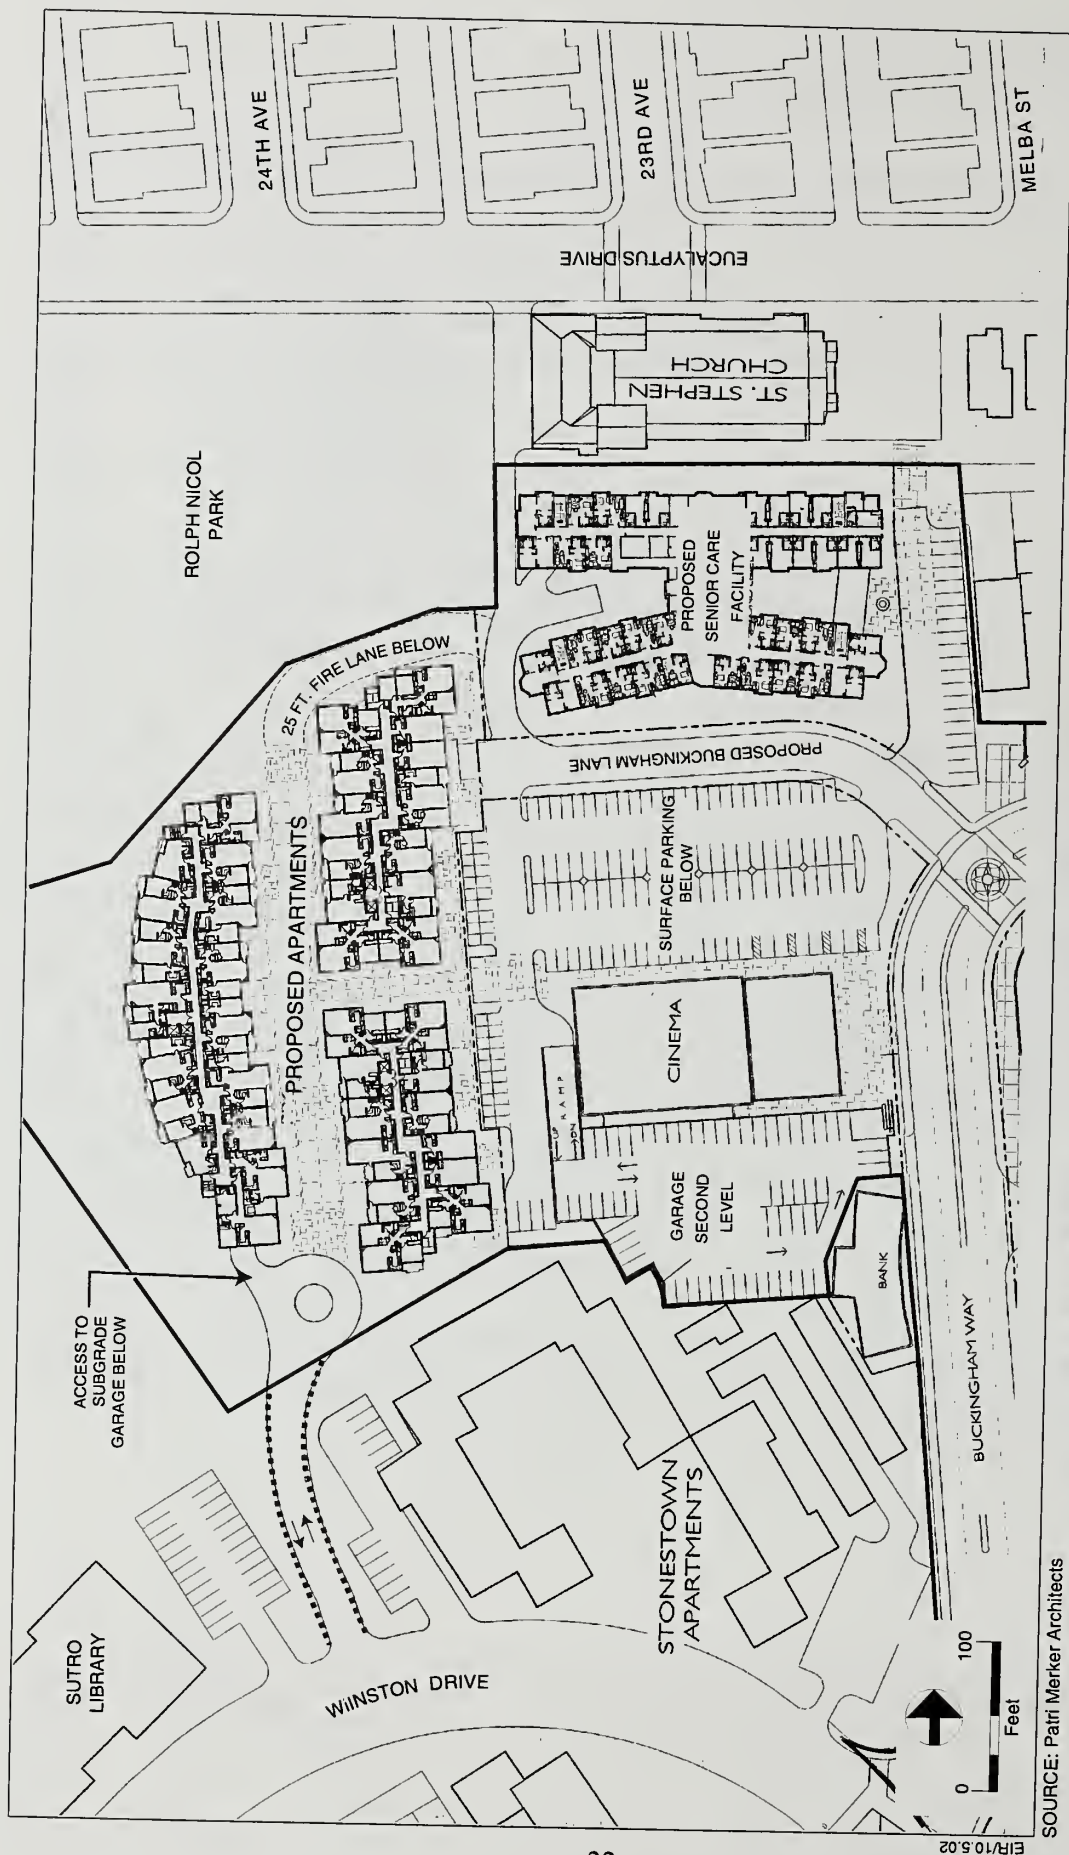 24TH AVE
23RD AVE
MELBA ST
EUCALYPTUS DRIVE
ROLPH NICOL
PARK
ST. STEPHEN
CHURCH
25 FT. FIRE LANE BELOW
PROPOSED
SENIOR CARE
FACILITY
PROPOSED APARTMENTS
PROPOSED BUCKINGHAM LANE
SURFACE PARKING
BELOW
CINEMA
UP
DN
RAMP
GARAGE
SECOND
LEVEL
BANK
ACCESS TO
SUBGRADE
GARAGE BELOW
BUCKINGHAM WAY
STONESTOWN
APARTMENTS
SUTRO
LIBRARY
WINSTON DRIVE
0
100
Feet
SOURCE: Patri Merker Architects
EIR/10.5.02